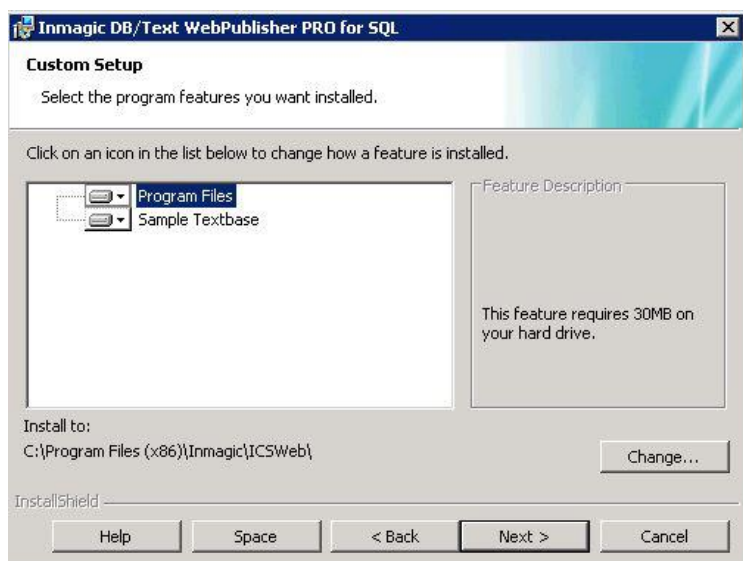 Inmagic DB/Text WebPublisher PRO for SQL
Custom Setup
Select the program features you want installed.
Click on an icon in the list below to change how a feature is installed.
Program Files
Sample Textbase
Feature Description
This feature requires 30MB on
your hard drive.
Install to:
C:\Program Files (x86)\Inmagic\ICSWeb\
Change...
InstallShield
Help
Space
< Back
Next >
Cancel